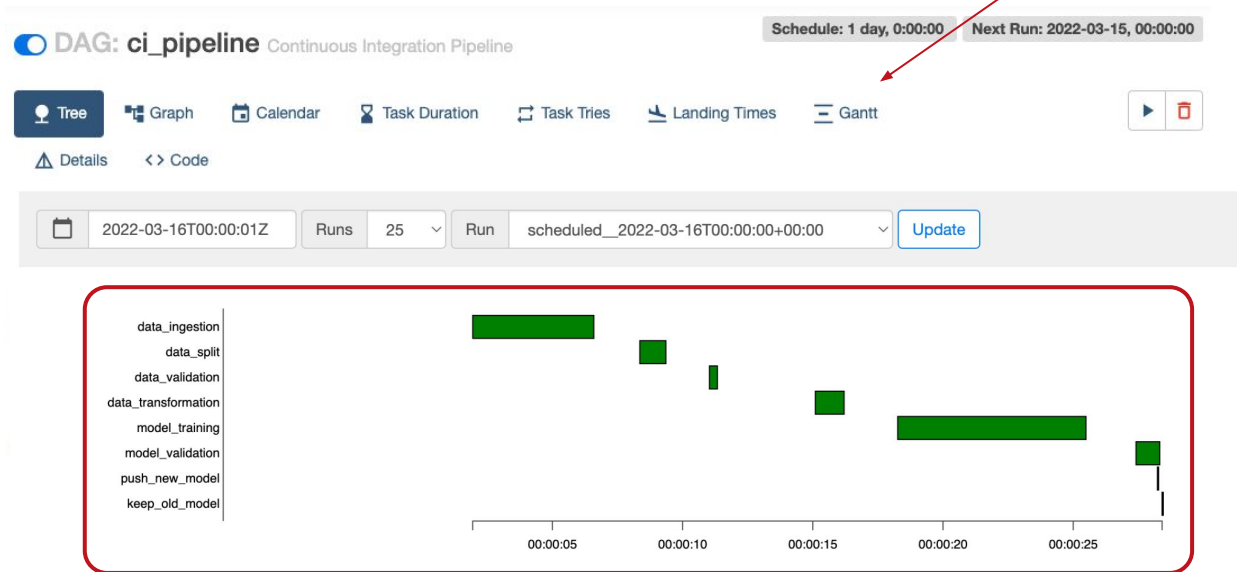 DAG: ci_pipeline Continuous Integration Pipeline
Schedule: 1 day, 0:00:00
Next Run: 2022-03-15, 00:00:00
Tree
Graph
Calendar
Task Duration
Task Tries
Landing Times
Gantt
Details
<> Code
2022-03-16T00:00:01Z
Runs
25
Run
scheduled__2022-03-16T00:00:00+00:00
Update
data_ingestion
data_split
data_validation
data_transformation
model_training
model_validation
push_new_model
keep_old_model
00:00:05
00:00:10
00:00:15
00:00:20
00:00:25